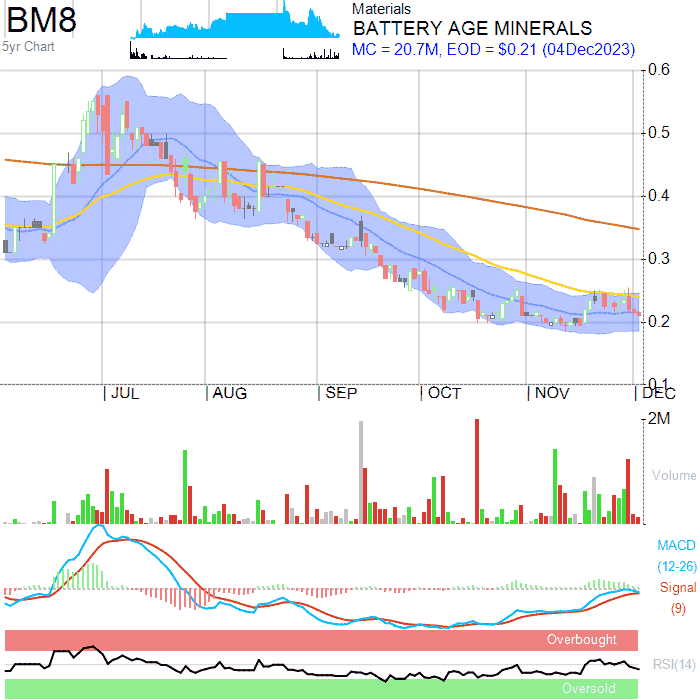 BM8
5yr Chart
Materials
BATTERY AGE MINERALS
MC = 20.7M, EOD = $0.21 (04Dec2023)
0.6
0.5
0.4
0.3
0.2
0.1
JUL AUG SEP OCT NOV DEC
2M
Volume
MACD
(12-26)
Signal
(9)
Overbought
RSI(14)
Oversold